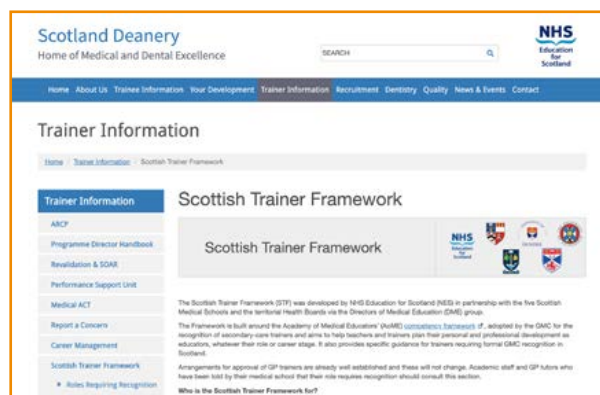 Scotland Deanery
Home of Medical and Dental Excellence
SEARCH
NHS
Education
for
Scotland
Home About Us Trainee Information Your Development Trainer Information Recruitment Dentistry Quality News & Events Contact
Trainer Information
Home / Trainer Information / Scottish Trainer Framework
Trainer Information
ARCP
Programme Director Handbook
Revalidation & SOAR
Performance Support Unit
Medical ACT
Report a Concern
Career Management
Scottish Trainer Framework
Roles Requiring Recognition
Scottish Trainer Framework
Scottish Trainer Framework
NHS
The Scottish Trainer Framework (STF) was developed by NHS Education for Scotland (NES) in partnership with the five Scottish
Medical Schools and the territorial Health Boards via the Directors of Medical Education (DME) group.
The Framework is built around the Academy of Medical Educators' (AoME) competency framework, adopted by the GMC for the
recognition of secondary-care trainers and aims to help teachers and trainers plan their personal and professional development as
educators, whatever their role or career stage. It also provides specific guidance for trainers requiring formal GMC recognition in
Scotland.
Arrangements for approval of GP trainers are already well established and these will not change. Academic staff and GP tutors who
have been told by their medical school that their role requires recognition should consult this section.
Who is the Scottish Trainer Framework for?